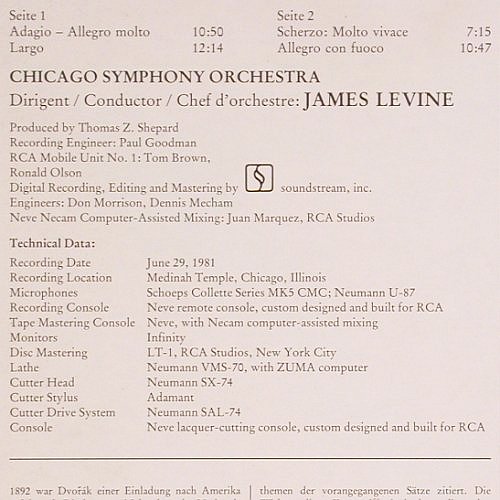 Seite 1
Adagio – Allegro molto 10:50
Largo 12:14
Seite 2
Scherzo: Molto vivace 7:15
Allegro con fuoco 10:47
CHICAGO SYMPHONY ORCHESTRA
Dirigent / Conductor / Chef d'orchestre: JAMES LEVINE
Produced by Thomas Z. Shepard
Recording Engineer: Paul Goodman
RCA Mobile Unit No. 1: Tom Brown,
Ronald Olson
Digital Recording, Editing and Mastering by soundstream, inc.
Engineers: Don Morrison, Dennis Mecham
Neve Necam Computer-Assisted Mixing: Juan Marquez, RCA Studios
Technical Data:
Recording Date June 29, 1981
Recording Location Medinah Temple, Chicago, Illinois
Microphones Schoeps Collette Series MK5 CMC; Neumann U-87
Recording Console Neve remote console, custom designed and built for RCA
Tape Mastering Console Neve, with Necam computer-assisted mixing
Monitors Infinity
Disc Mastering LT-1, RCA Studios, New York City
Lathe Neumann VMS-70, with ZUMA computer
Cutter Head Neumann SX-74
Cutter Stylus Adamant
Cutter Drive System Neumann SAL-74
Console Neve lacquer-cutting console, custom designed and built for RCA
1892 war Dvořák einer Einladung nach Amerika
themen der vorangegangenen Sätze zitiert. Die